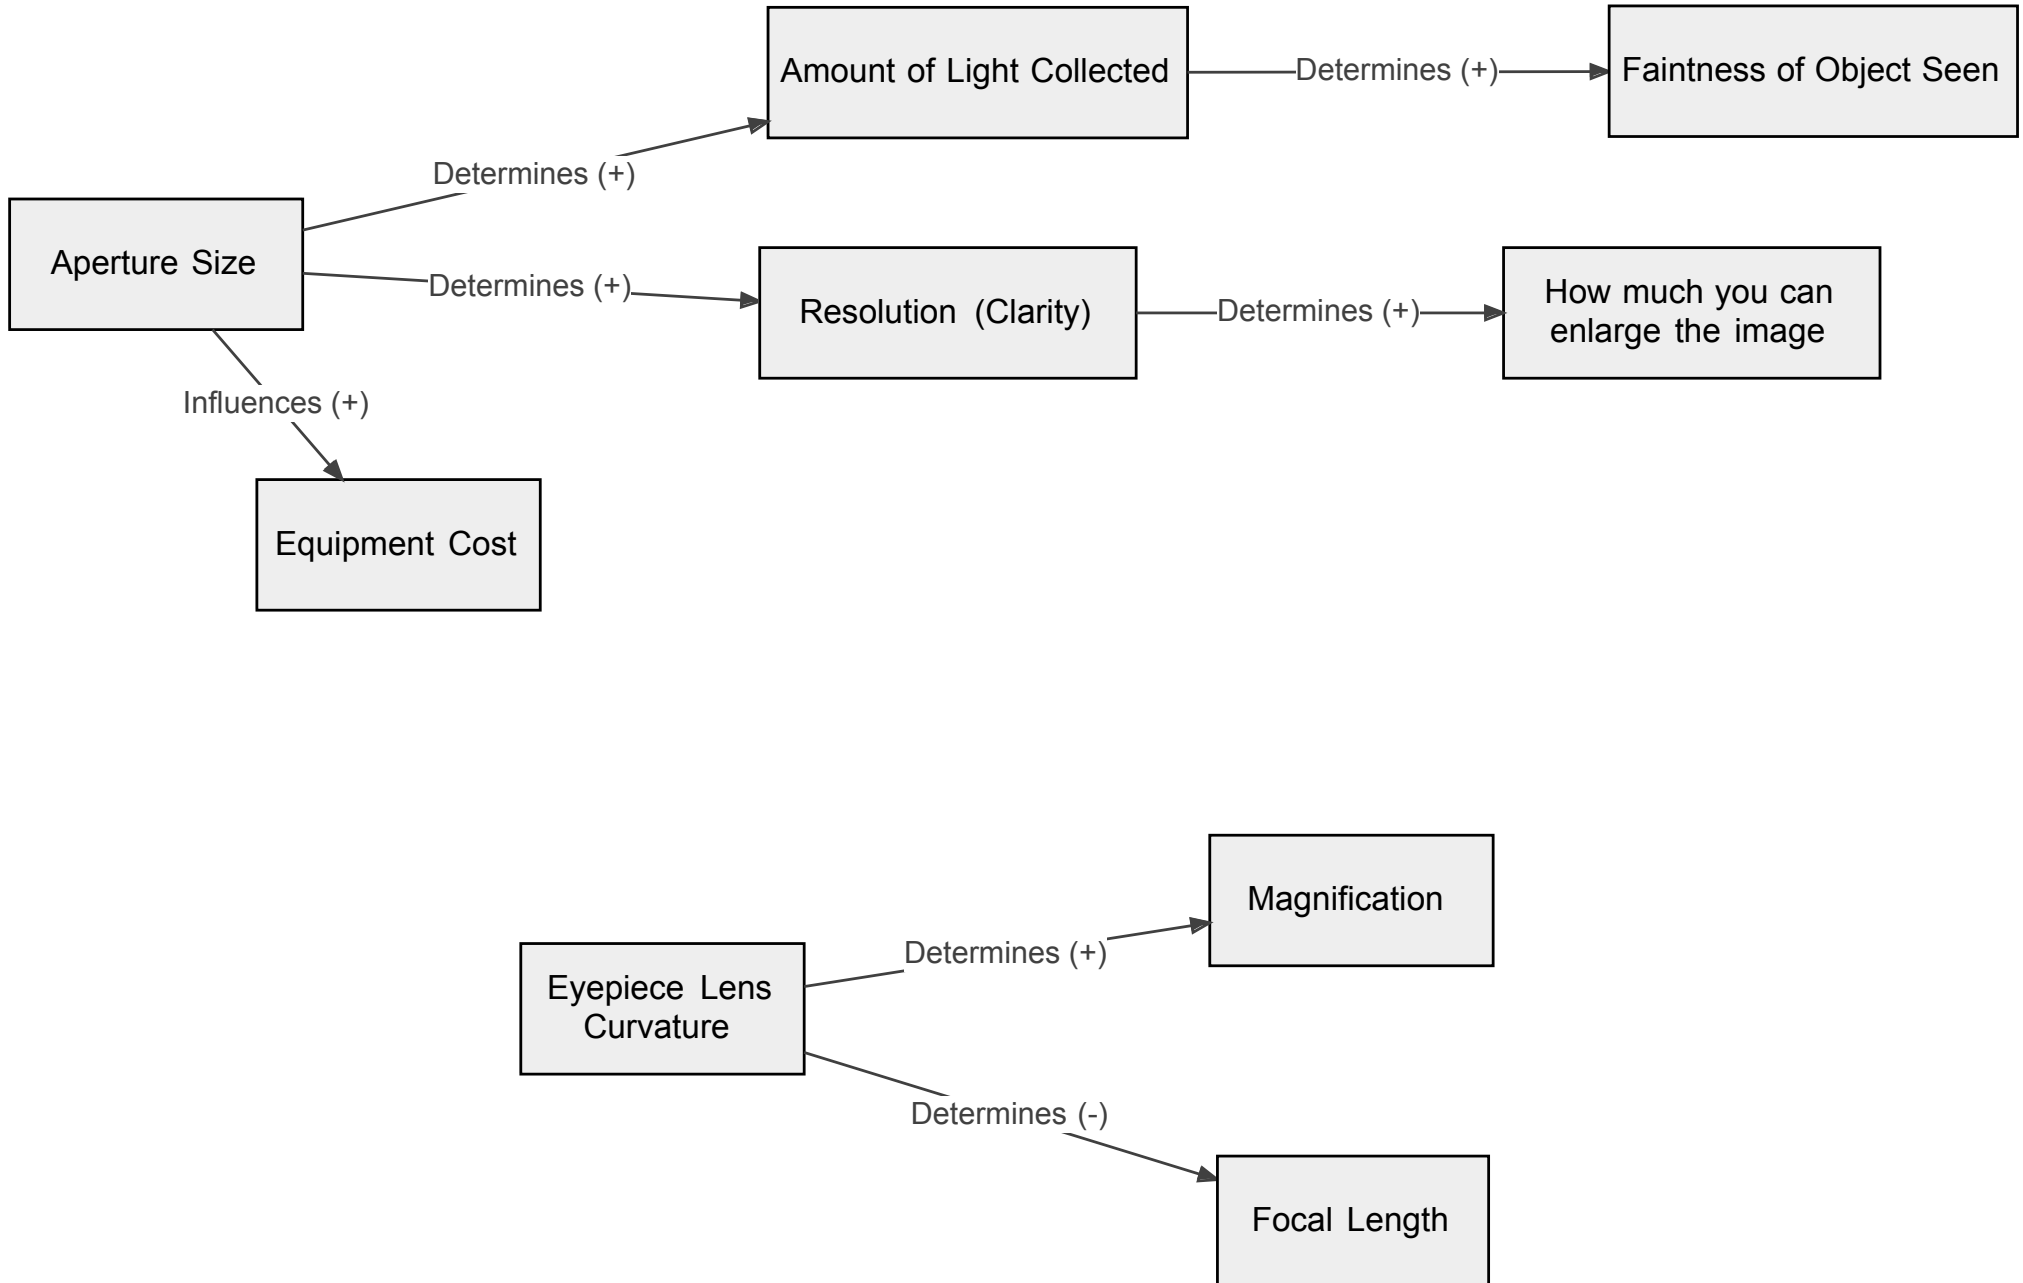 Amount of Light Collected
Determines (+)
Faintness of Object Seen
Determines (+)
Aperture Size
Determines (+)
Resolution (Clarity)
Determines (+)
How much you can
enlarge the image
Influences (+)
Equipment Cost
Magnification
Determines (+)
Eyepiece Lens
Curvature
Determines (-)
Focal Length